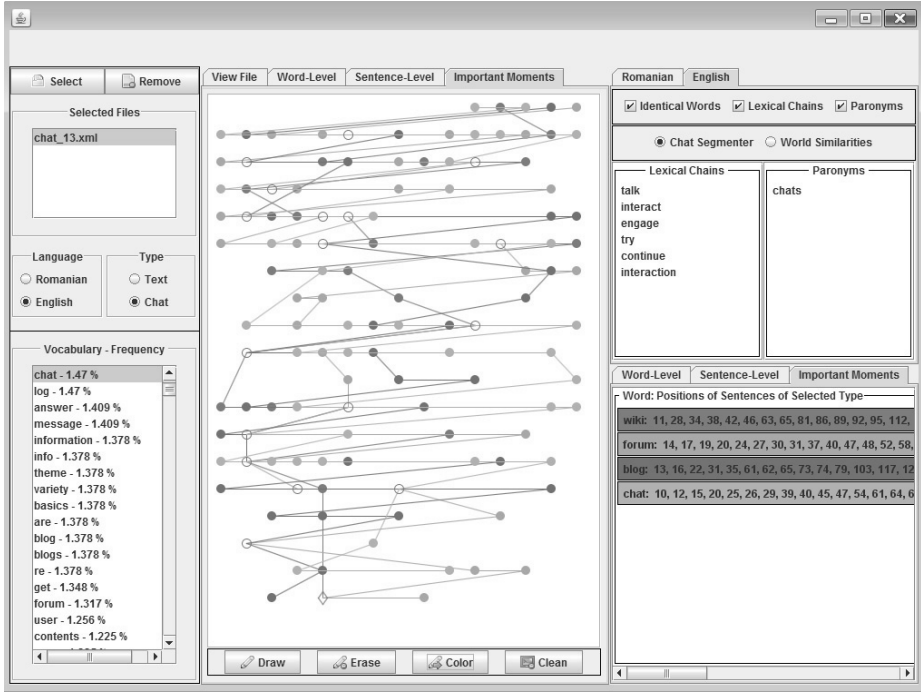 Select
Remove
Selected Files
chat_13.xml
Language
Romanian
English
Type
Text
Chat
Vocabulary - Frequency
chat - 1.47 %
log - 1.47 %
answer - 1.409 %
message - 1.409 %
information - 1.378 %
info - 1.378 %
theme - 1.378 %
variety - 1.378 %
basics - 1.378 %
are - 1.378 %
blog - 1.378 %
blogs - 1.378 %
re - 1.378 %
get - 1.348 %
forum - 1.317 %
user - 1.256 %
contents - 1.225 %
View File
Word-Level
Sentence-Level
Important Moments
Draw
Erase
Color
Clean
Romanian
English
Identical Words
Lexical Chains
Paronyms
Chat Segmenter
World Similarities
Lexical Chains
talk
interact
engage
try
continue
interaction
Paronyms
chats
Word-Level
Sentence-Level
Important Moments
Word: Positions of Sentences of Selected Type
wiki: 11, 28, 34, 38, 42, 46, 63, 65, 81, 86, 89, 92, 95, 112,
forum: 14, 17, 19, 20, 24, 27, 30, 31, 37, 40, 47, 48, 52, 58,
blog: 13, 16, 22, 31, 35, 61, 62, 65, 73, 74, 79, 103, 117, 12
chat: 10, 12, 15, 20, 25, 26, 29, 39, 40, 45, 47, 54, 61, 64, 6